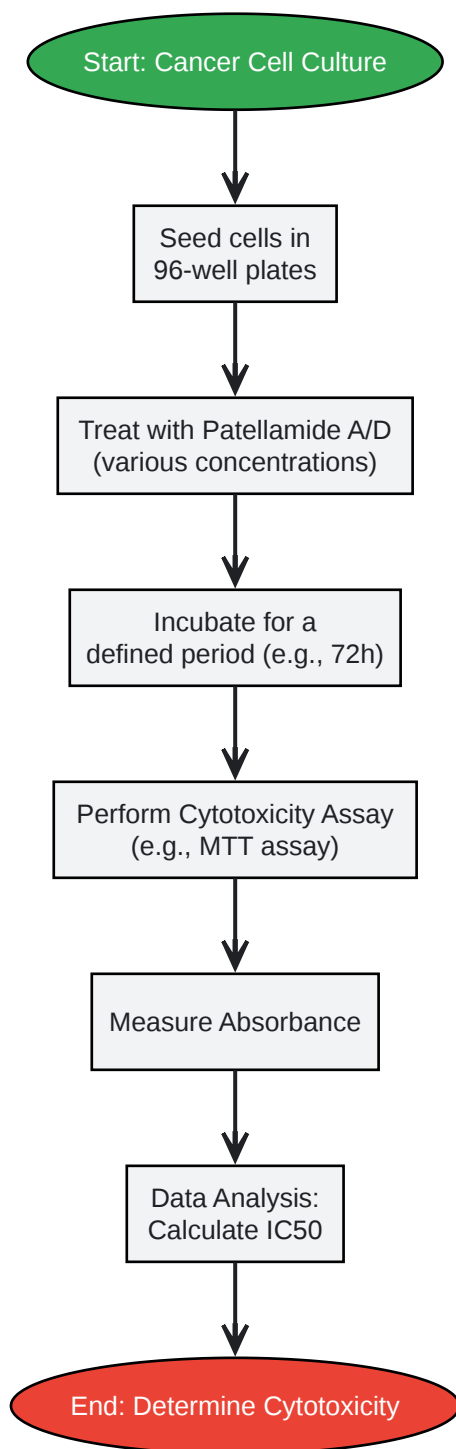 Start: Cancer Cell Culture
Seed cells in
96-well plates
Treat with Patellamide A/D
(various concentrations)
Incubate for a
defined period (e.g., 72h)
Perform Cytotoxicity Assay
(e.g., MTT assay)
Measure Absorbance
Data Analysis:
Calculate IC50
End: Determine Cytotoxicity